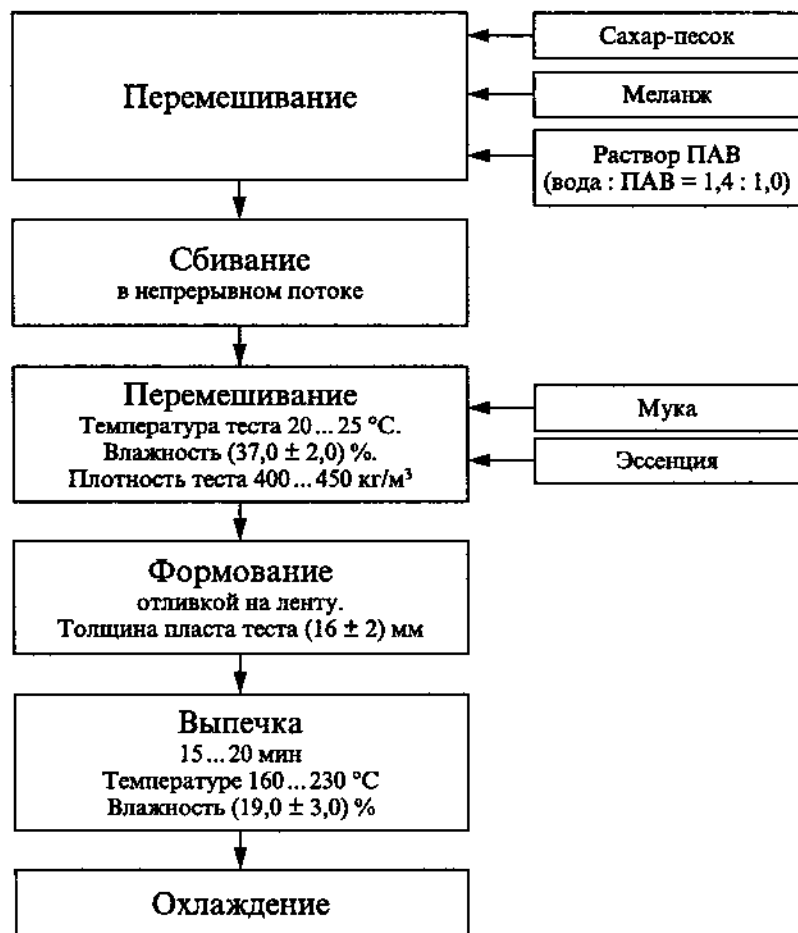 Перемешивание
Сахар-песок
Меланж
Раствор ПАВ
(вода : ПАВ = 1,4 : 1,0)
Сбивание
в непрерывном потоке
Перемешивание
Температура теста 20 ... 25 °С.
Влажность (37,0 ± 2,0) %.
Плотность теста 400 ... 450 кг/м³
Мука
Эссенция
Формование
отливкой на ленту.
Толщина пласта теста (16 ± 2) мм
Выпечка
15 ... 20 мин
Температуре 160 ... 230 °С
Влажность (19,0 ± 3,0) %
Охлаждение